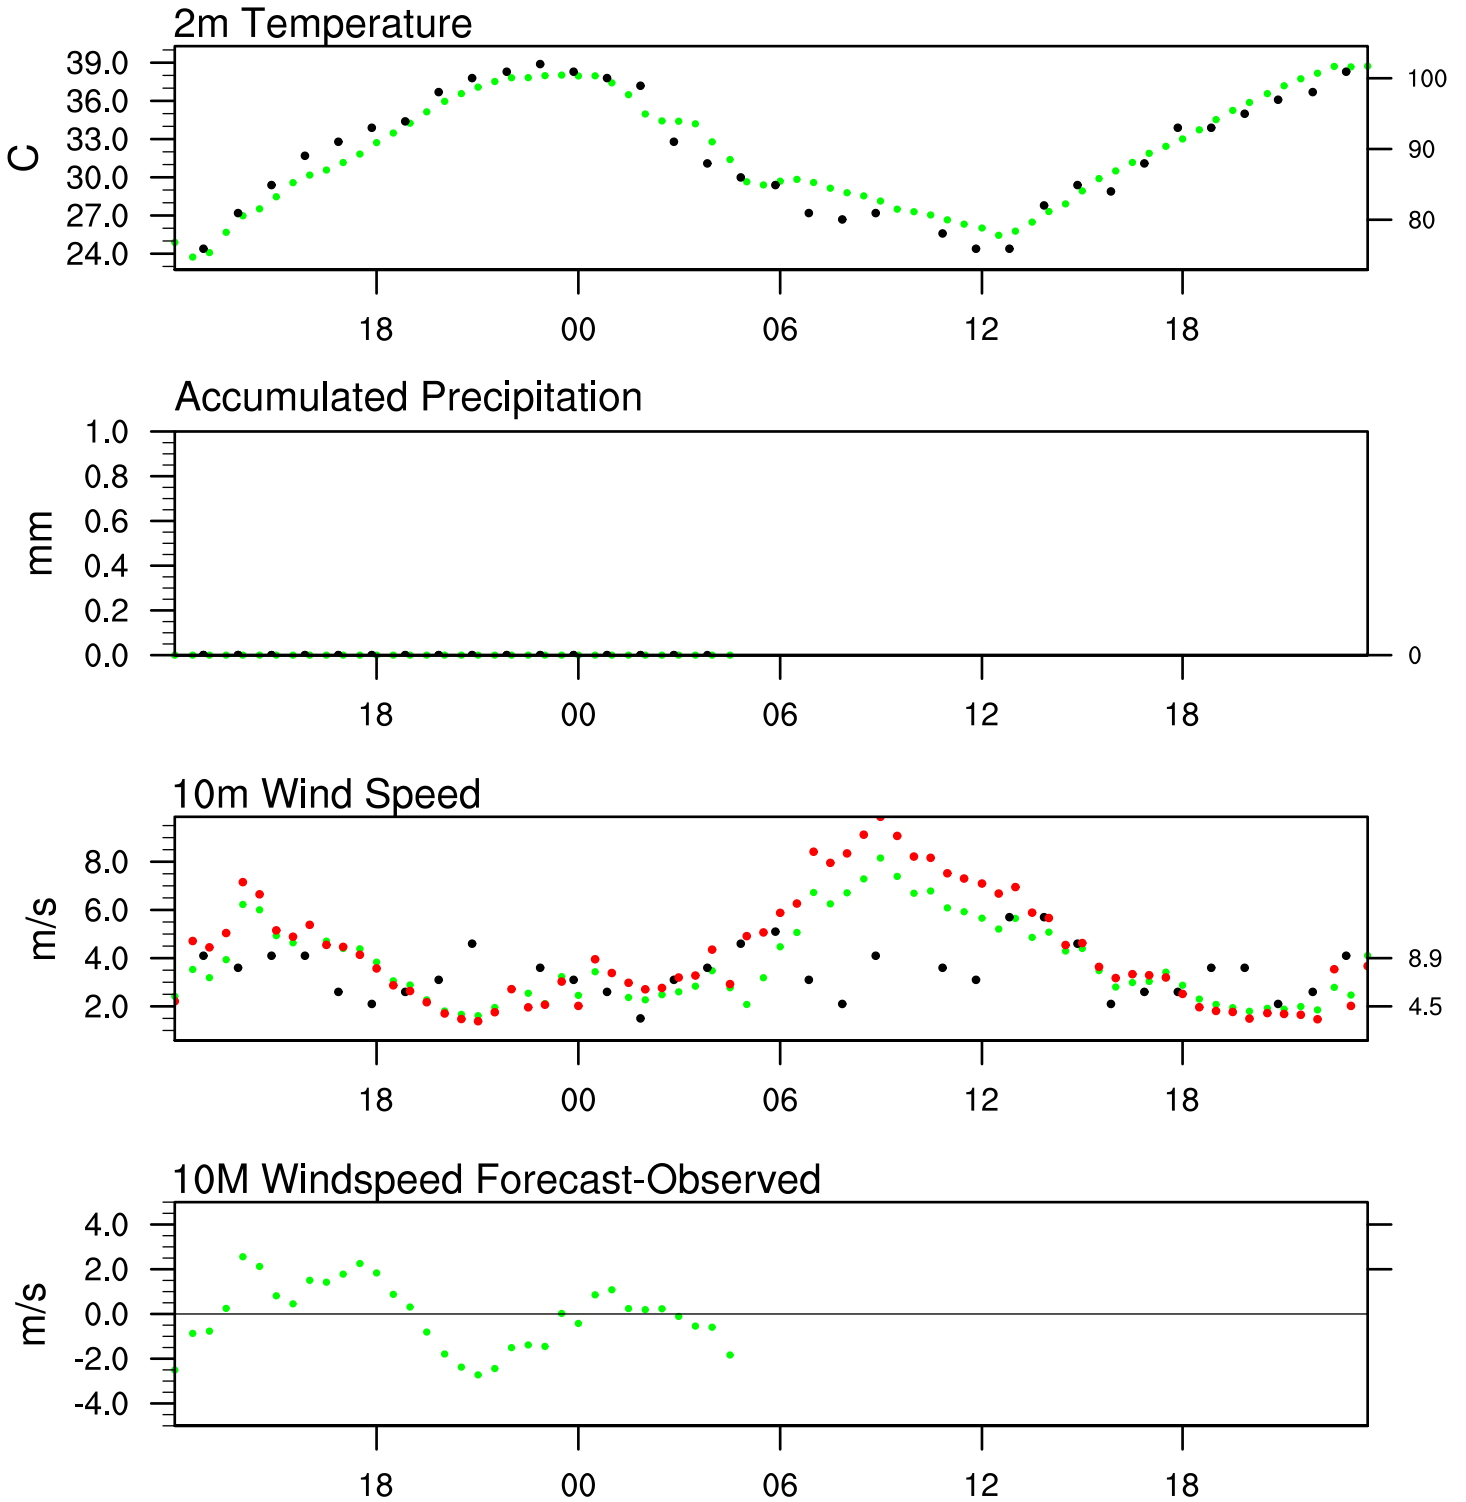 2m Temperature
39.0
36.0
33.0
30.0
27.0
24.0
C
100
90
80
18 00 06 12 18
Accumulated Precipitation
1.0
0.8
0.6
0.4
0.2
0.0
mm
0
18 00 06 12 18
10m Wind Speed
8.0
6.0
4.0
2.0
m/s
8.9
4.5
18 00 06 12 18
10M Windspeed Forecast-Observed
4.0
2.0
0.0
-2.0
-4.0
m/s
18 00 06 12 18